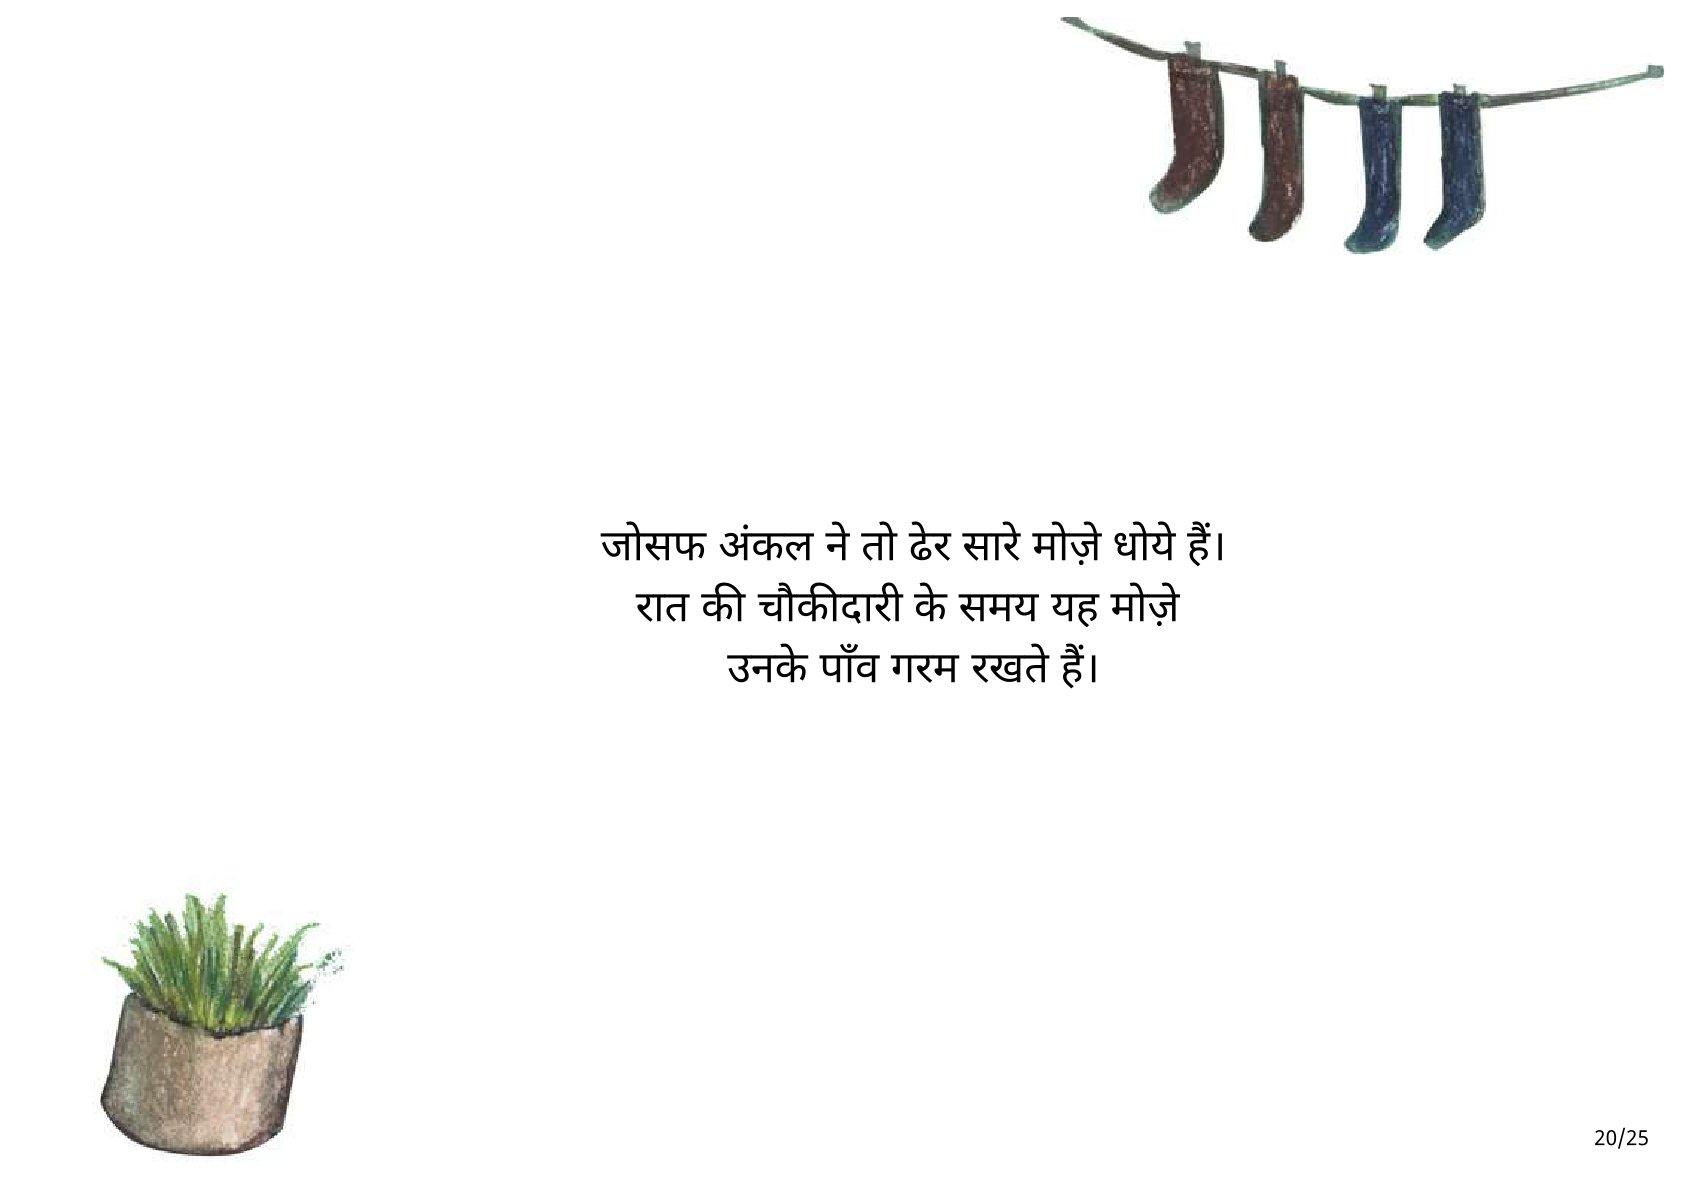 जोसफ अंकल ने तो ढेर सारे मोज़े धोये हैं।
रात की चौकीदारी के समय यह मोज़े
उनके पाँव गरम रखते हैं।
20/25